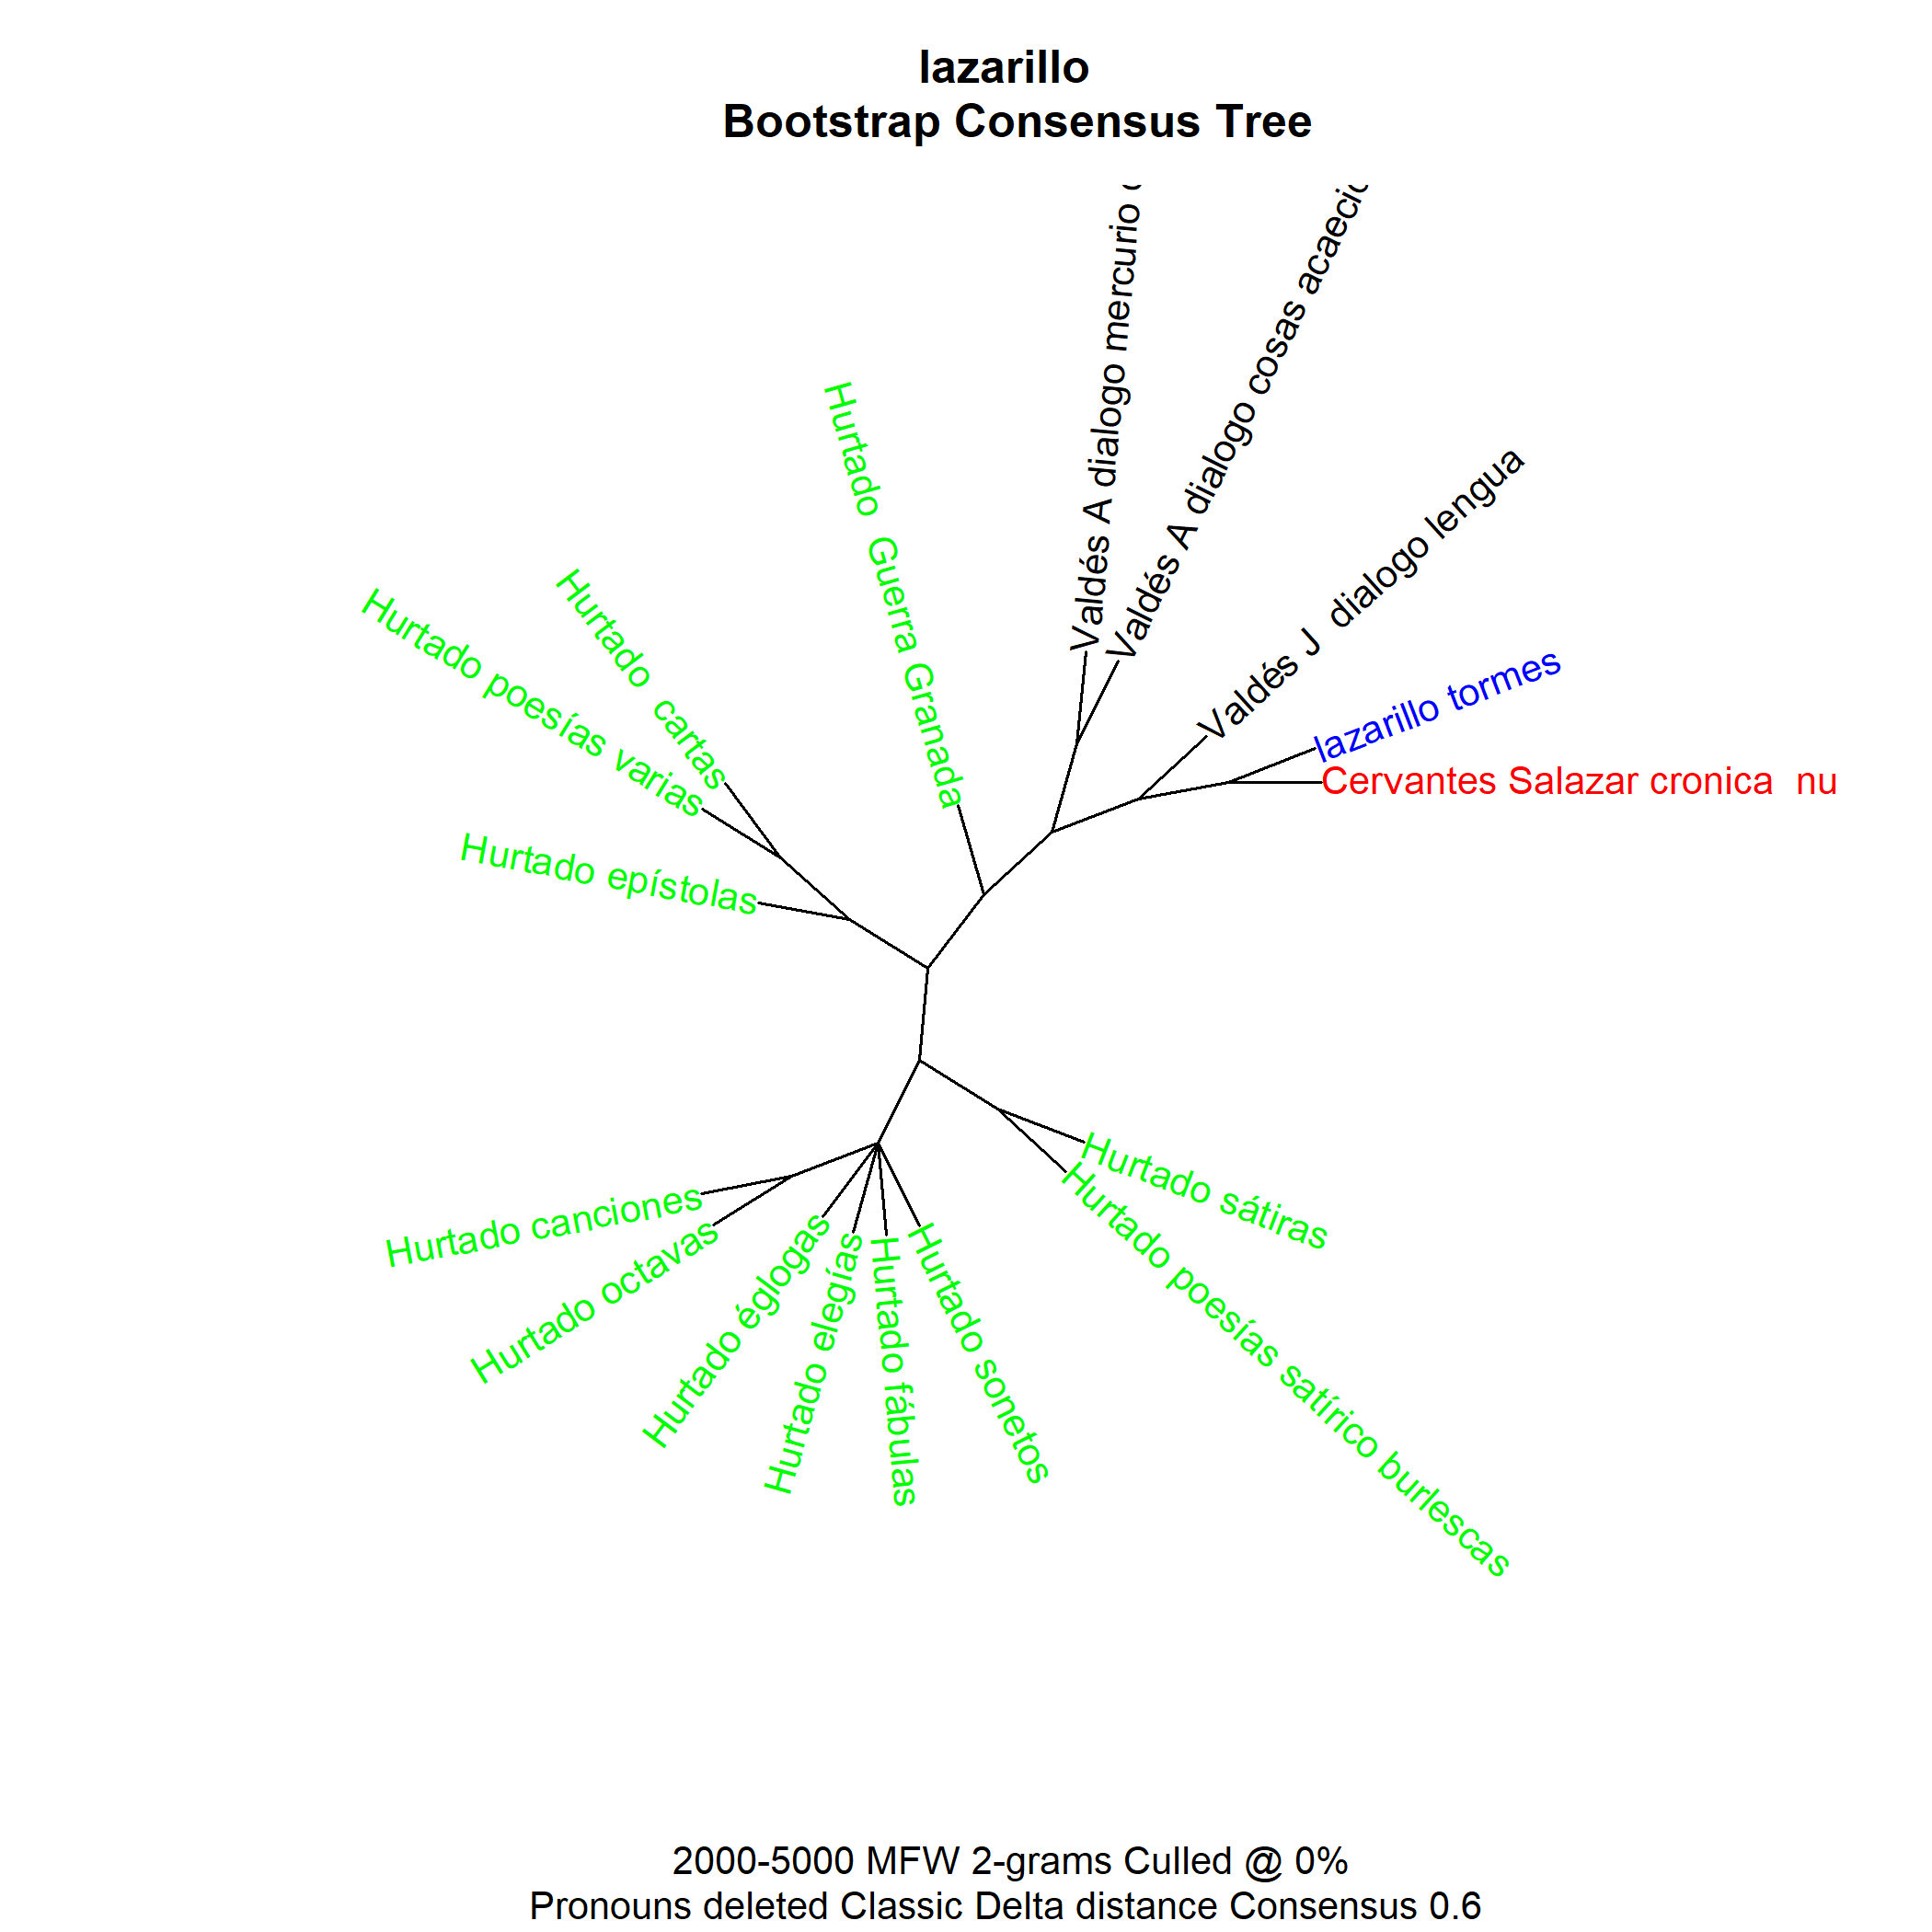 lazarillo
Bootstrap Consensus Tree
Valdés A dialogo mercurio
Valdés A dialogo cosas acaecic
Valdés J  dialogo lengua
lazarillo tormes
Cervantes Salazar cronica  nu
Hurtado  Guerra Granada
Hurtado  cartas
Hurtado poesías varias
Hurtado epístolas
Hurtado sátiras
Hurtado poesías satírico burlescas
Hurtado canciones
Hurtado octavas
Hurtado églogas
Hurtado elegías
Hurtado fábulas
Hurtado sonetos
2000-5000 MFW 2-grams Culled @ 0%
Pronouns deleted Classic Delta distance Consensus 0.6